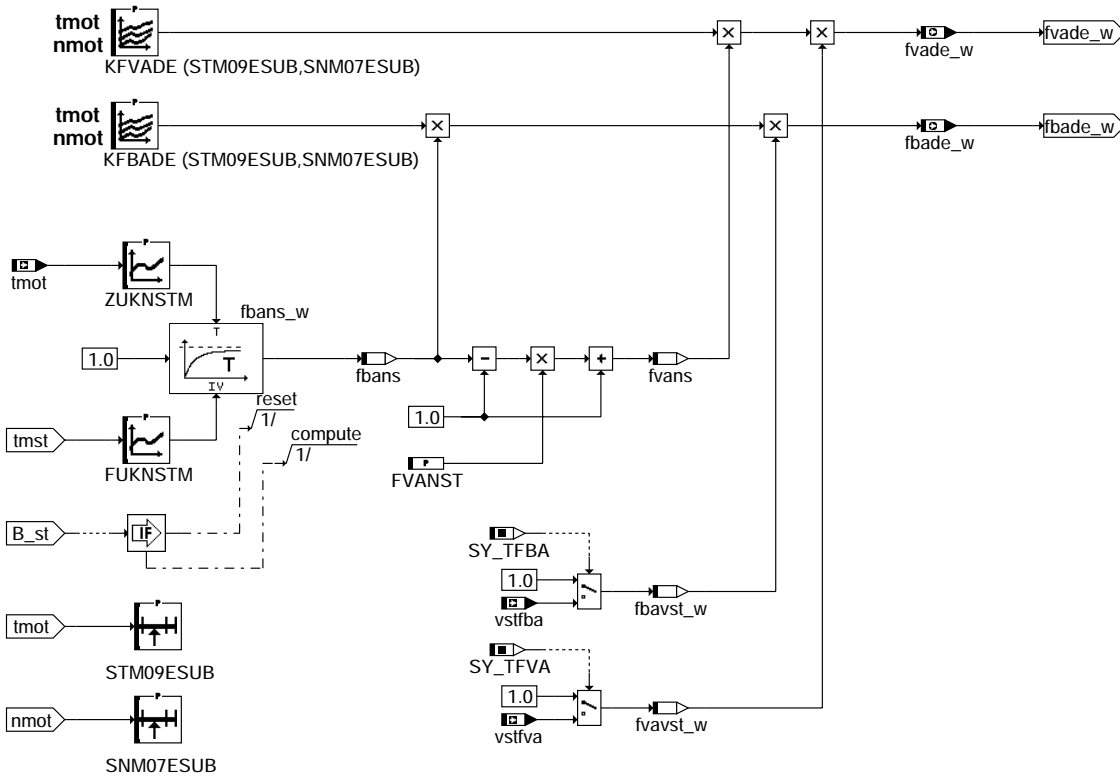 tmot
nmot
P
KFVADE (STM09ESUB,SNM07ESUB)
fvade_w
fvade_w
tmot
nmot
P
KFBADE (STM09ESUB,SNM07ESUB)
fbade_w
fbade_w
tmot
P
ZUKNSTM
fbans_w
T
1.0
T
IV
fbans
fvans
1.0
reset
1/
compute
1/
tmst
P
FUKNSTM
P
FVANST
B_st
IF
SY_TFBA
1.0
vstfba
fbavst_w
tmot
P
STM09ESUB
SY_TFVA
1.0
vstfva
fvavst_w
nmot
P
SNM07ESUB